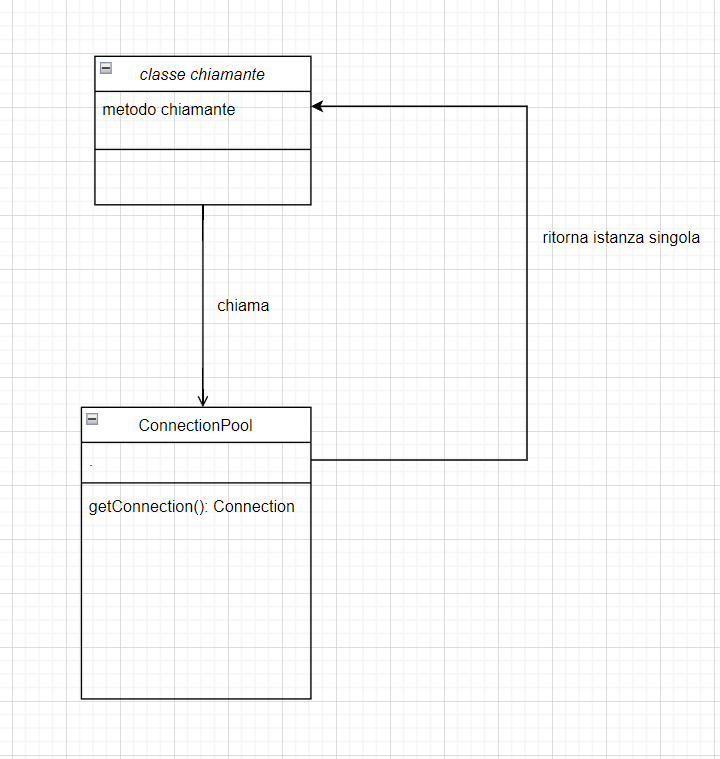 classe chiamante
metodo chiamante
ritorna istanza singola
chiama
ConnectionPool
.
getConnection(): Connection